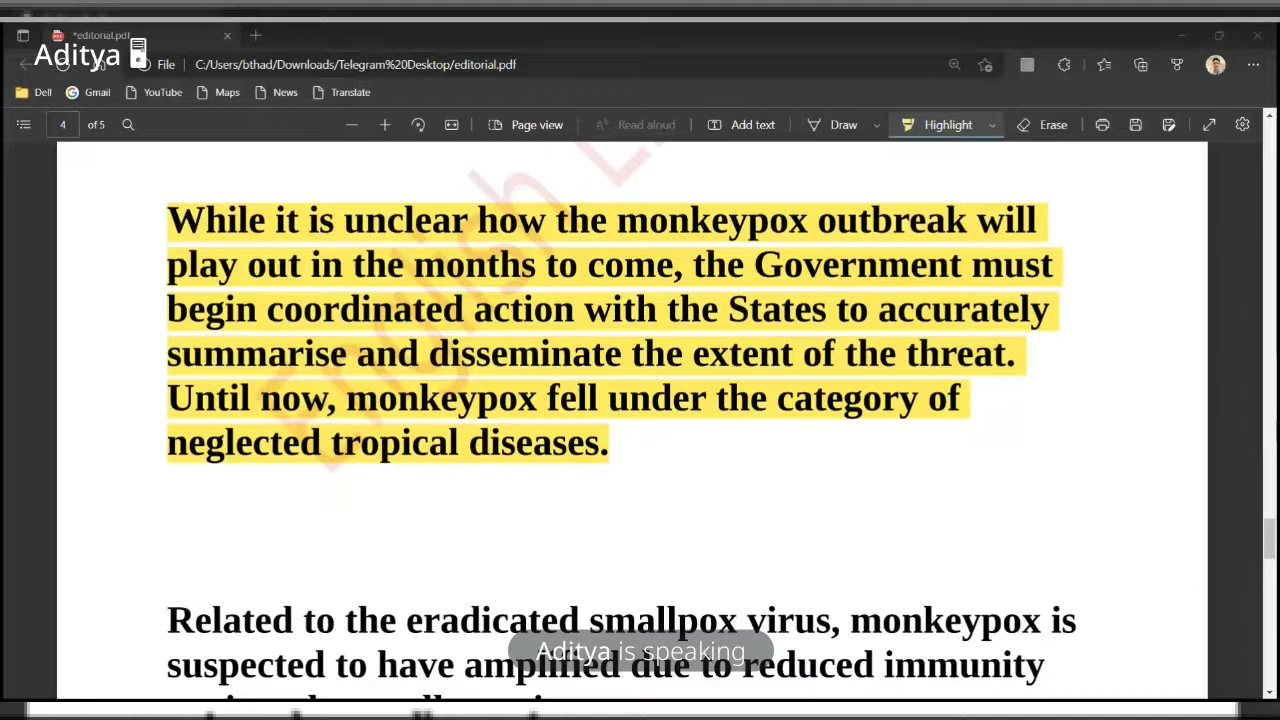 *editorial.pdf
Aditya
File C:/Users/bthad/Downloads/Telegram%20Desktop/editorial.pdf
Dell Gmail YouTube Maps News Translate
4 of 5 Page view Read aloud Add text Draw Highlight Erase
While it is unclear how the monkeypox outbreak will
play out in the months to come, the Government must
begin coordinated action with the States to accurately
summarise and disseminate the extent of the threat.
Until now, monkeypox fell under the category of
neglected tropical diseases.
English
Related to the eradicated smallpox virus, monkeypox is
Aditya is speaking
suspected to have amplified due to reduced immunity